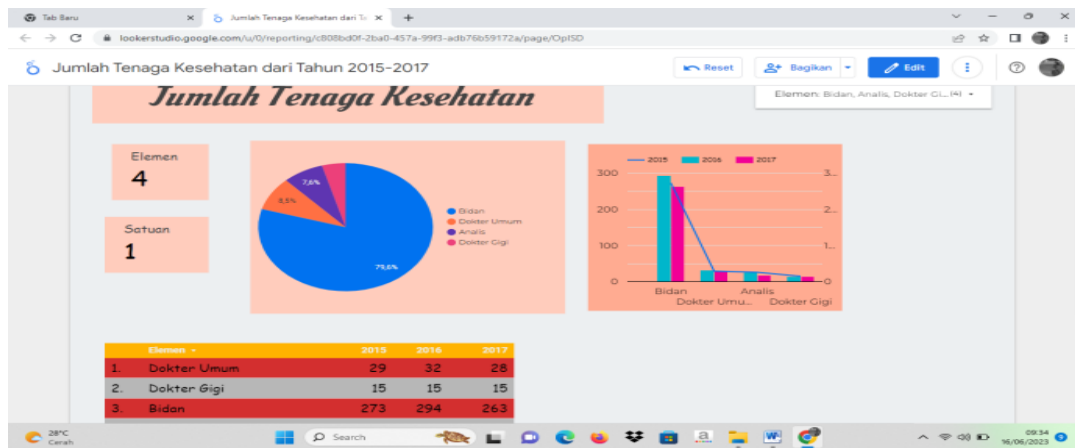 Tab Baru
Jumlah Tenaga Kesehatan dari Ta
lookerstudio.google.com/u/0/reporting/c808bd0f-2ba0-457a-99f3-adb76b59172a/page/OpISD
Jumlah Tenaga Kesehatan dari Tahun 2015-2017
Reset
Bagikan
Edit
Jumlah Tenaga Kesehatan
Elemen: Bidan, Analis, Dokter Gi... (4)
Elemen
4
Satuan
1
7,6%
8,5%
79,6%
Bidan
Dokter Umum
Analis
Dokter Gigi
2015 2016 2017
300 3...
200 2...
100 1...
0 0
Bidan Analis
Dokter Umu... Dokter Gigi
Elemen 2015 2016 2017
1. Dokter Umum 29 32 28
2. Dokter Gigi 15 15 15
3. Bidan 273 294 263
28°C
Cerah
Search
09:34
16/06/2023